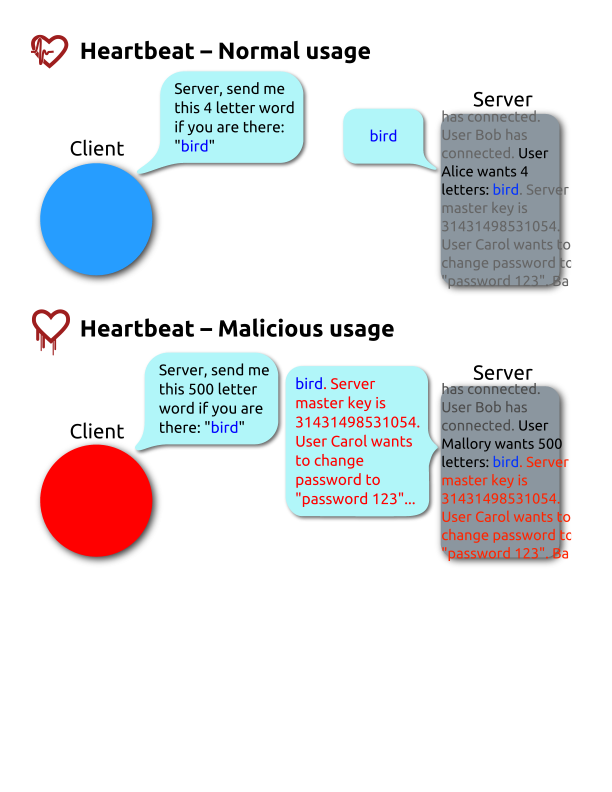 Heartbeat – Normal usage
Server, send me
this 4 letter word
if you are there:
"bird"
Client
bird
Server
has connected.
User Bob has
connected. User
Alice wants 4
letters: bird. Server
master key is
31431498531054.
User Carol wants to
change password to
"password 123". Ba
Heartbeat – Malicious usage
Server, send me
this 500 letter
word if you are
there: "bird"
Client
bird. Server
master key is
31431498531054.
User Carol wants
to change
password to
"password 123"...
Server
has connected.
User Bob has
connected. User
Mallory wants 500
letters: bird. Server
master key is
31431498531054.
User Carol wants to
change password to
"password 123". Ba